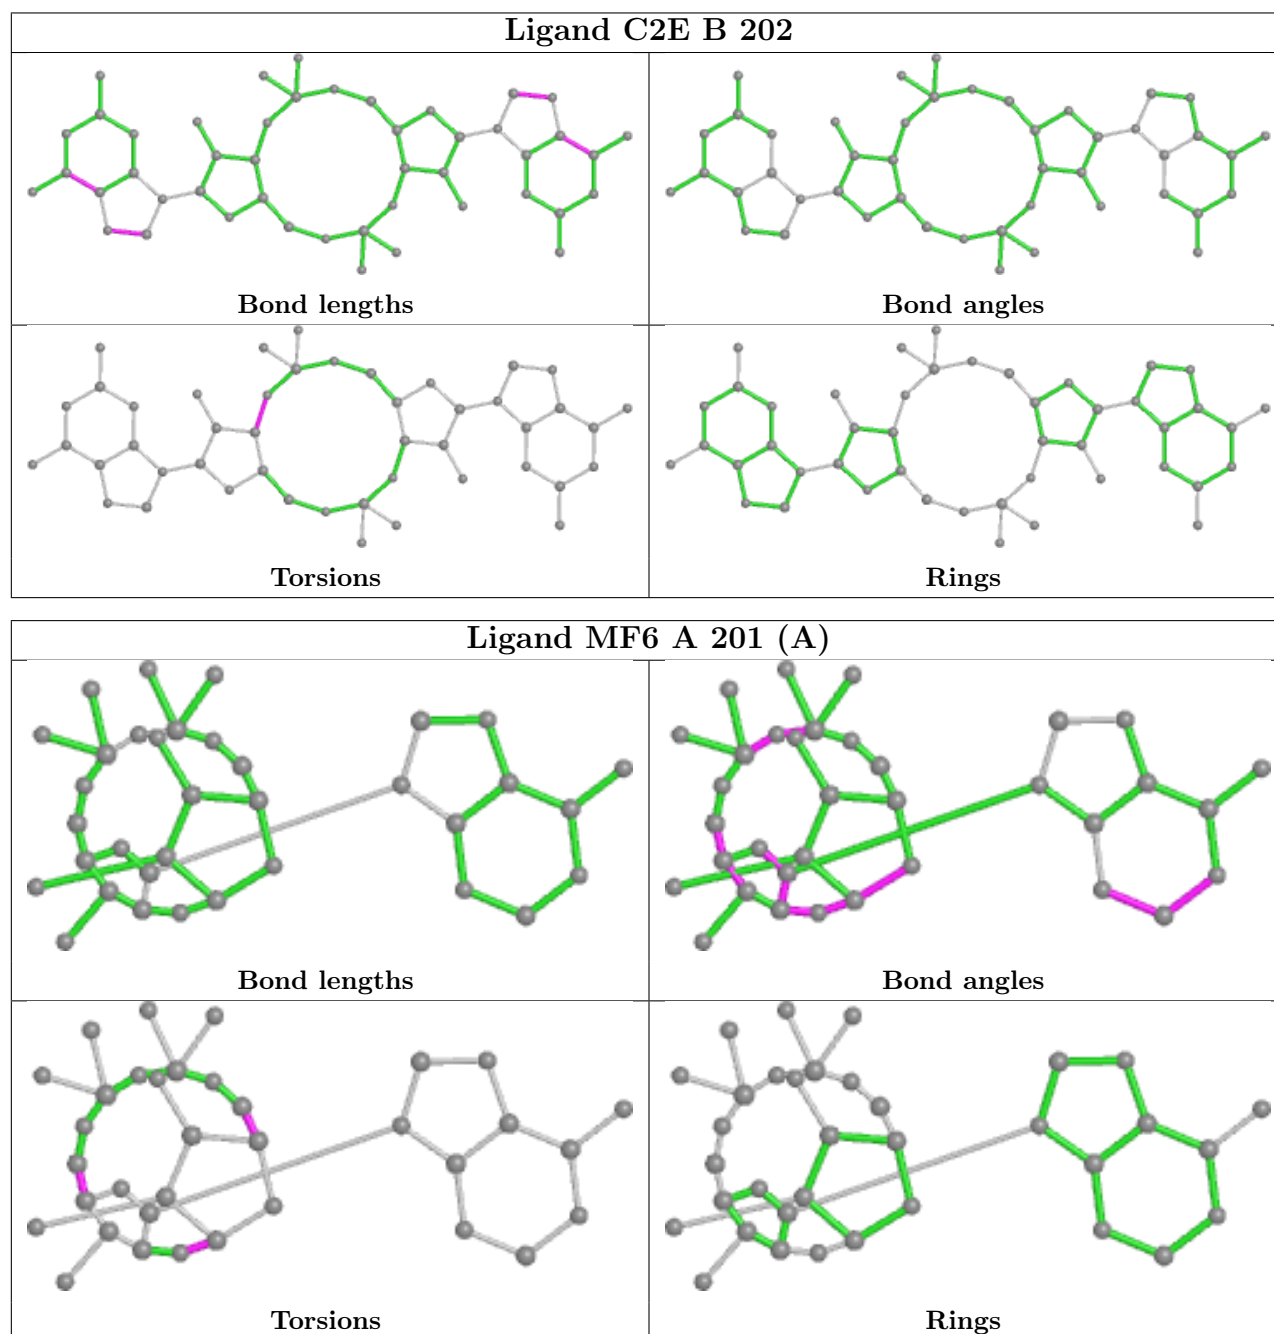 Ligand C2E B 202
Bond lengths
Bond angles
Torsions
Rings
Ligand MF6 A 201 (A)
Bond lengths
Bond angles
Torsions
Rings